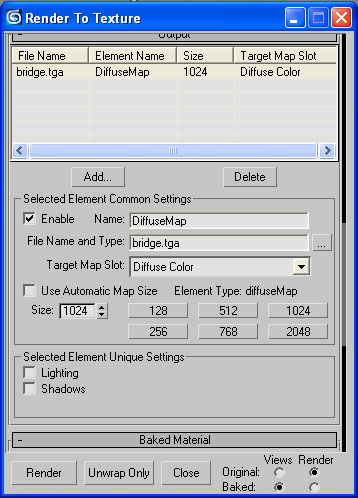 Render To Texture
- Output
File Name Element Name Size Target Map Slot
bridge.tga DiffuseMap 1024 Diffuse Color
Add... Delete
Selected Element Common Settings
Enable Name: DiffuseMap
File Name and Type: bridge.tga ...
Target Map Slot: Diffuse Color
Use Automatic Map Size Element Type: diffuseMap
Size: 1024 128 512 1024
256 768 2048
Selected Element Unique Settings
Lighting
Shadows
- Baked Material
Views Render
Render Unwrap Only Close Original:
Baked: